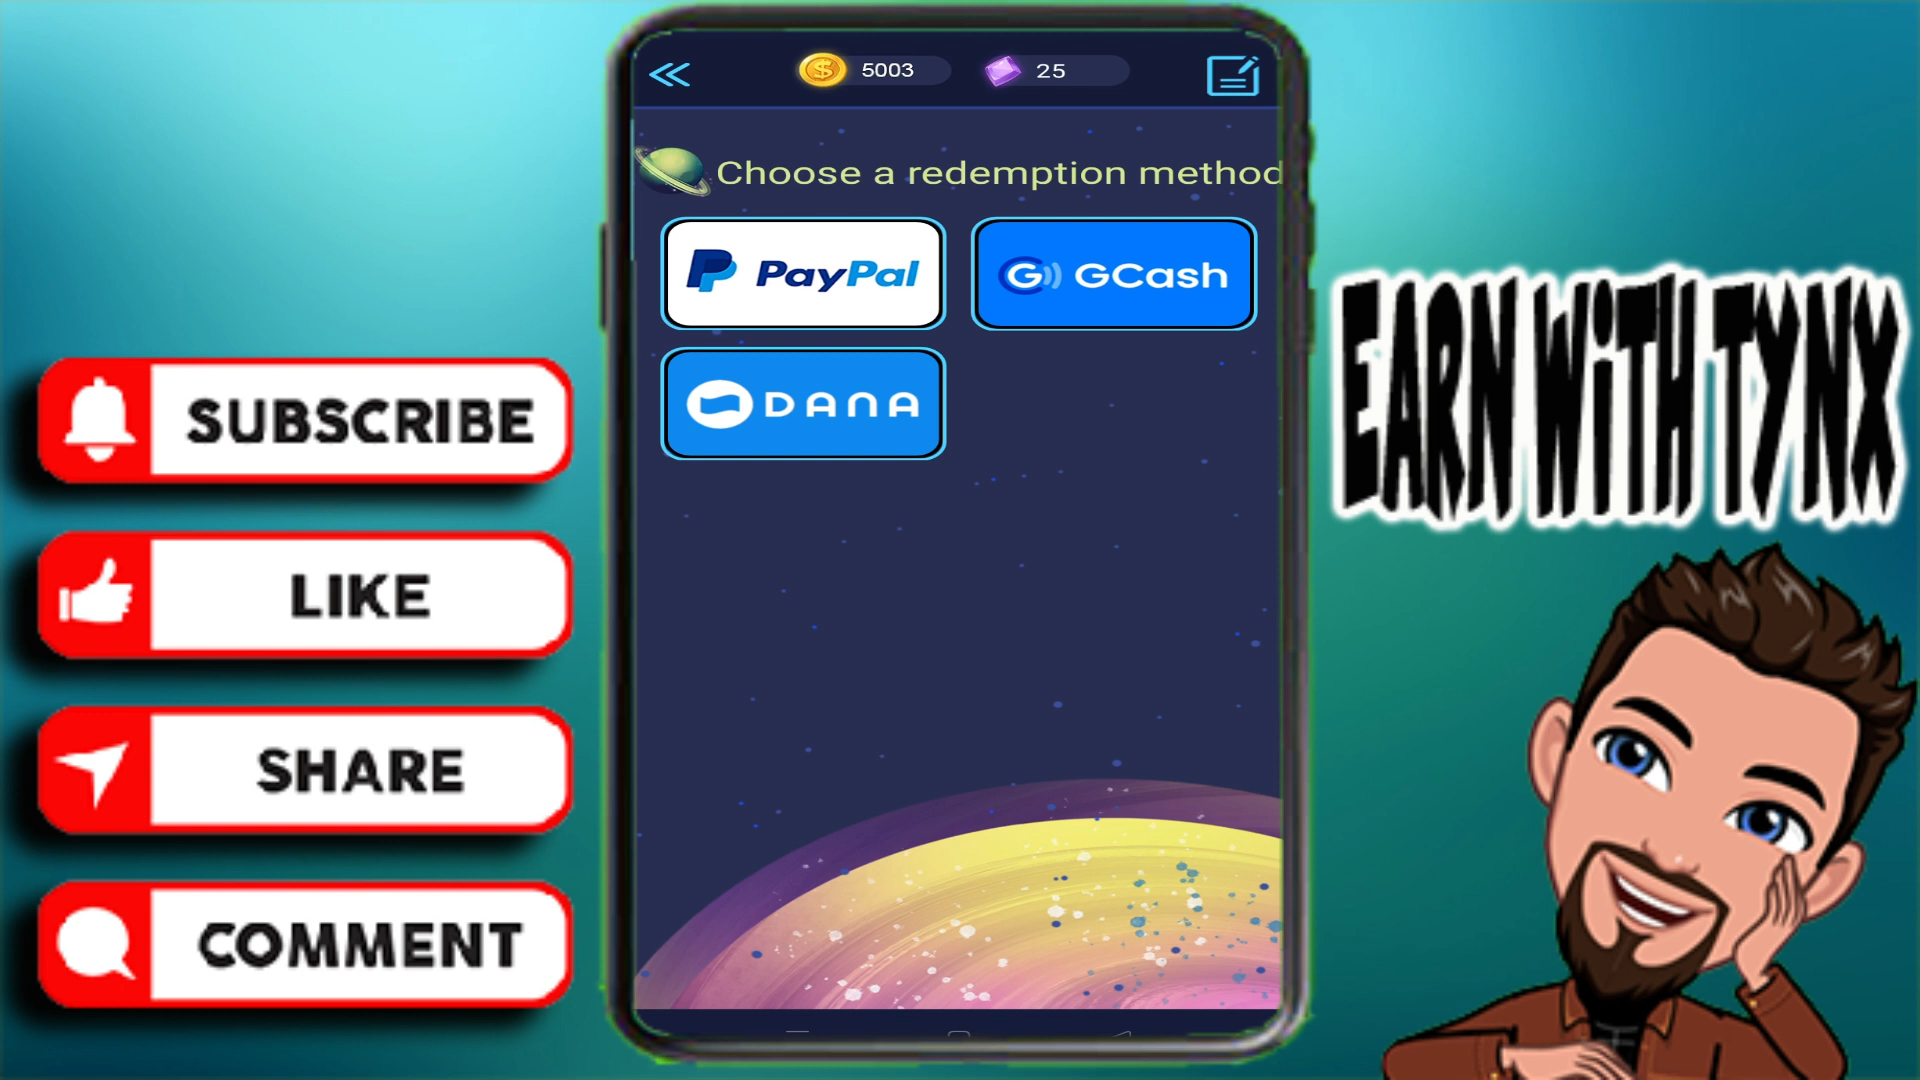 5003
25
Choose a redemption method
PayPal
GCash
DANA
SUBSCRIBE
LIKE
SHARE
COMMENT
EARN WiTH TYNX